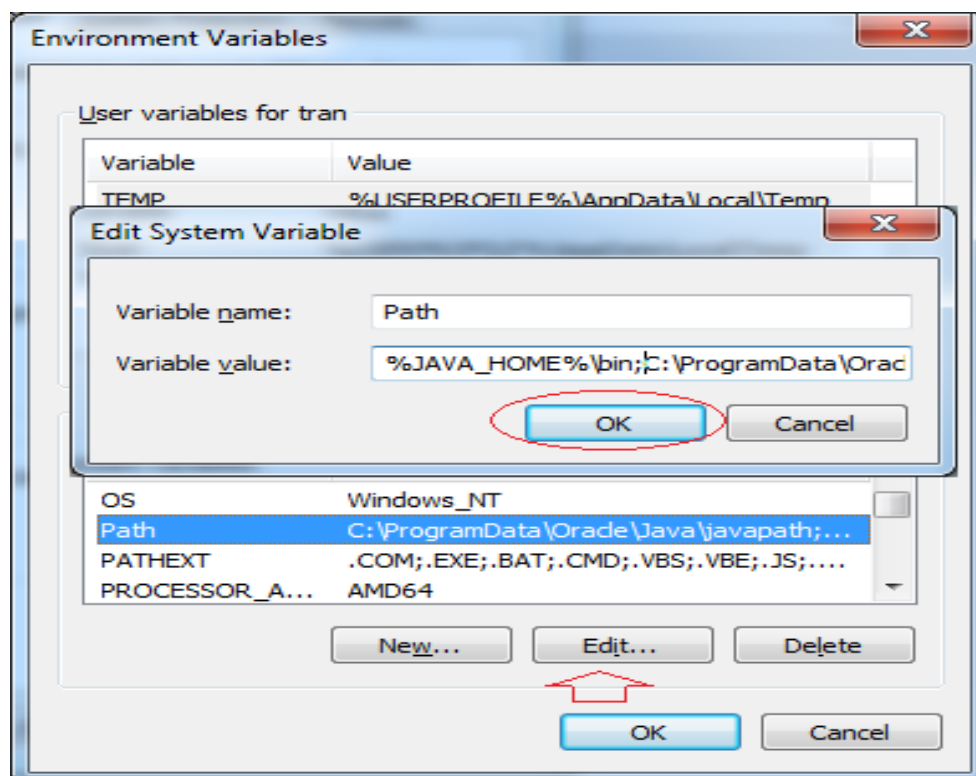 Environment Variables
User variables for tran
Variable Value
TEMP %USERPROFILE%\AppData\Local\Temp
Edit System Variable
Variable name: Path
Variable value: %JAVA_HOME%\bin;C:\ProgramData\Orac
OK Cancel
OS Windows_NT
Path C:\ProgramData\Oracle\Java\javapath;...
PATHEXT .COM;.EXE;.BAT;.CMD;.VBS;.VBE;.JS;....
PROCESSOR_A... AMD64
New... Edit... Delete
OK Cancel